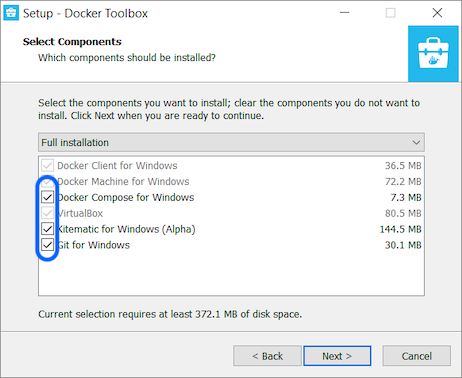 Setup - Docker Toolbox
Select Components
Which components should be installed?
Select the components you want to install; clear the components you do not want to
install. Click Next when you are ready to continue.
Full installation
Docker Client for Windows 36.5 MB
Docker Machine for Windows 72.2 MB
Docker Compose for Windows 7.3 MB
VirtualBox 80.5 MB
Kitematic for Windows (Alpha) 144.5 MB
Git for Windows 30.1 MB
Current selection requires at least 372.1 MB of disk space.
< Back Next > Cancel